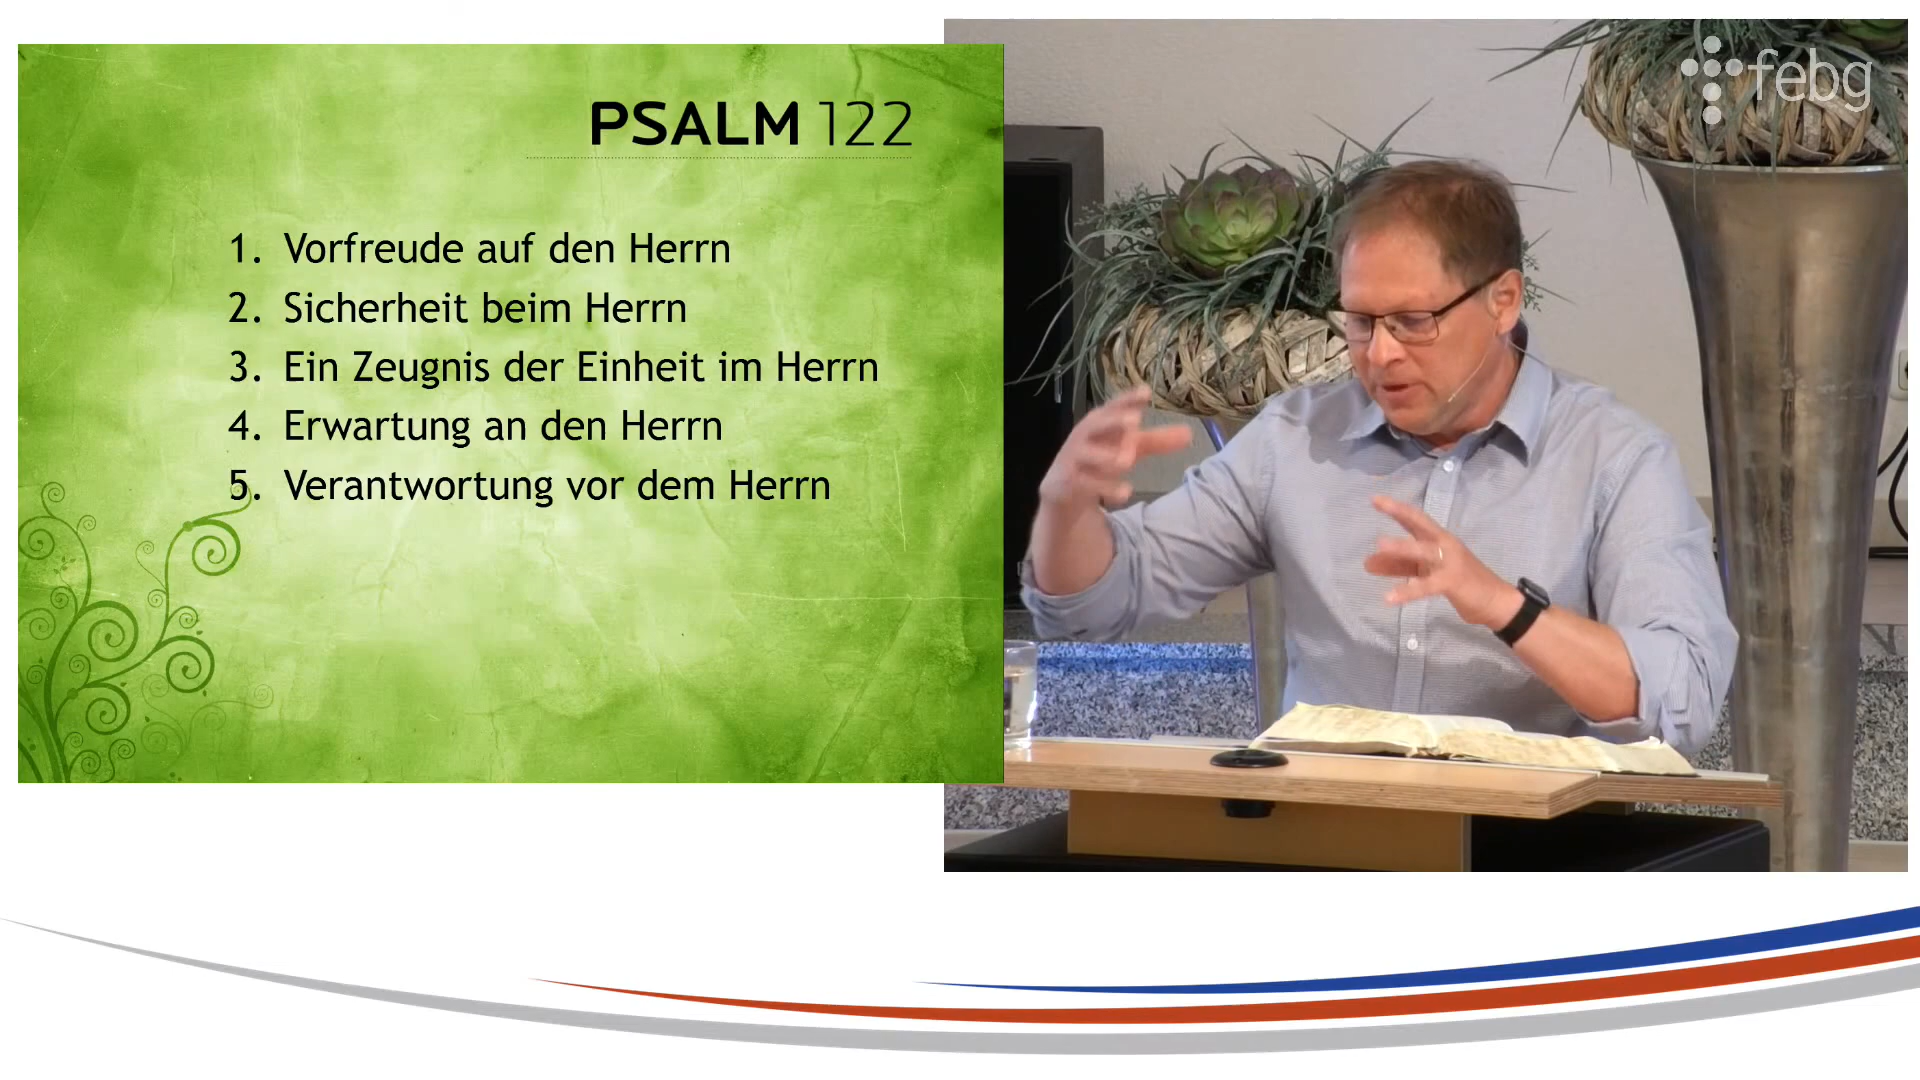 PSALM 122
1. Vorfreude auf den Herrn
2. Sicherheit beim Herrn
3. Ein Zeugnis der Einheit im Herrn
4. Erwartung an den Herrn
5. Verantwortung vor dem Herrn
febg